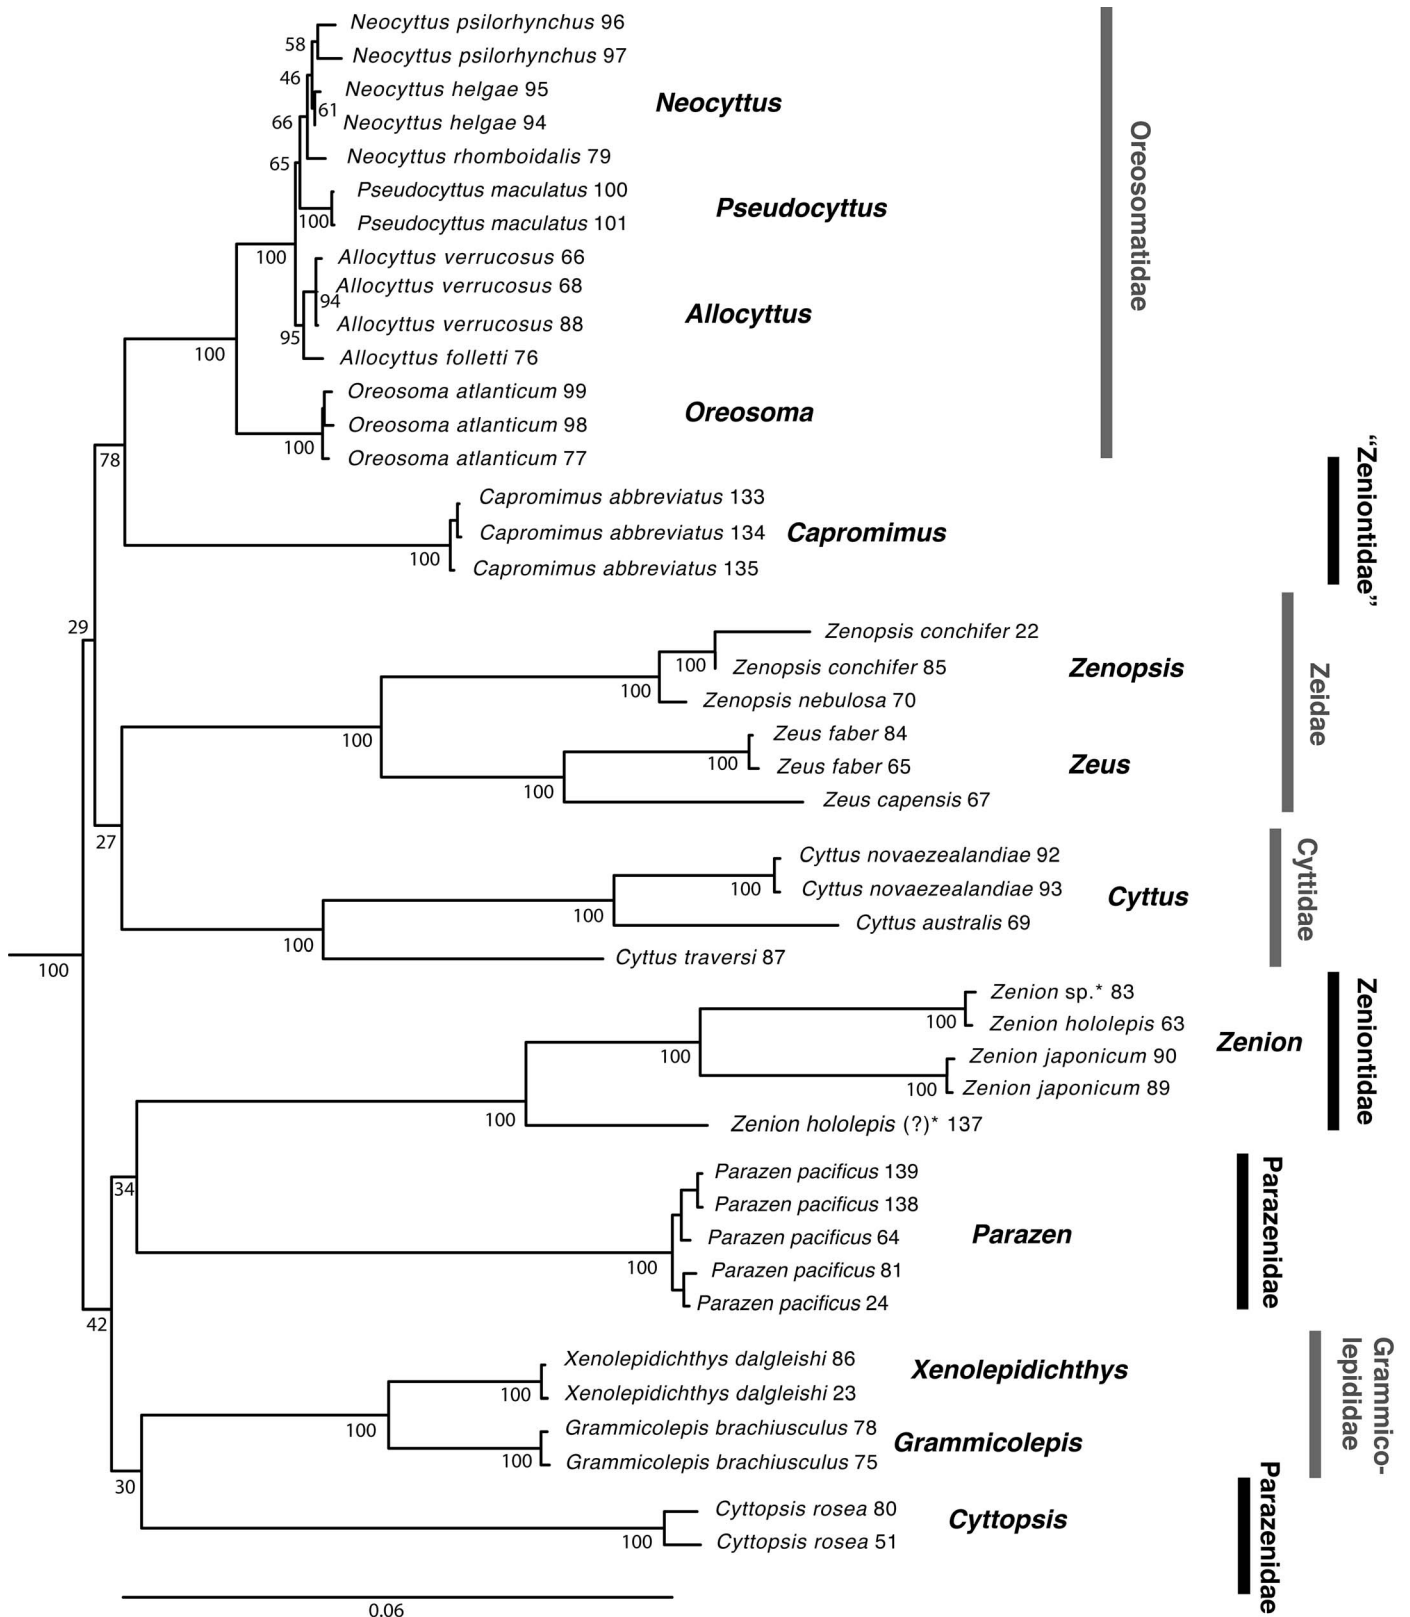 Neocyttus psilorhynchus 96
58
Neocyttus psilorhynchus 97
46
Neocyttus helgae 95
Neocyttus
61
66
Neocyttus helgae 94
Neocyttus rhomboidalis 79
65
Pseudocyttus maculatus 100
Pseudocyttus
100
Pseudocyttus maculatus 101
Oreosomatidae
100
Allocyttus verrucosus 66
Allocyttus verrucosus 68
94
Allocyttus
Allocyttus verrucosus 88
95
100
Allocyttus folletti 76
Oreosoma atlanticum 99
Oreosoma
Oreosoma atlanticum 98
100
78
Oreosoma atlanticum 77
Capromimus abbreviatus 133
Capromimus abbreviatus 134
Capromimus
“Zeniontidae”
100
Capromimus abbreviatus 135
29
Zenopsis conchifer 22
100
Zenopsis conchifer 85
Zenopsis
100
Zenopsis nebulosa 70
Zeidae
100
Zeus faber 84
100
Zeus faber 65
Zeus
100
Zeus capensis 67
27
Cyttus novaezealandiae 92
100
Cyttus novaezealandiae 93
Cyttus
Cyttidae
100
Cyttus australis 69
100
Cyttus traversi 87
100
Zenion sp.* 83
100
Zenion hololepis 63
Zenion
Zeniontidae
100
Zenion japonicum 90
100
Zenion japonicum 89
100
Zenion hololepis (?)* 137
34
Parazen pacificus 139
Parazen pacificus 138
Parazen pacificus 64
Parazen
Parazenidae
100
Parazen pacificus 81
Parazen pacificus 24
42
Xenolepidichthys dalgleishi 86
Xenolepidichthys
100
Xenolepidichthys dalgleishi 23
Grammico-
lepididae
100
Grammicolepis brachiusculus 78
Grammicolepis
100
Grammicolepis brachiusculus 75
30
Cyttopsis rosea 80
Cyttopsis
100
Cyttopsis rosea 51
Parazenidae
0.06